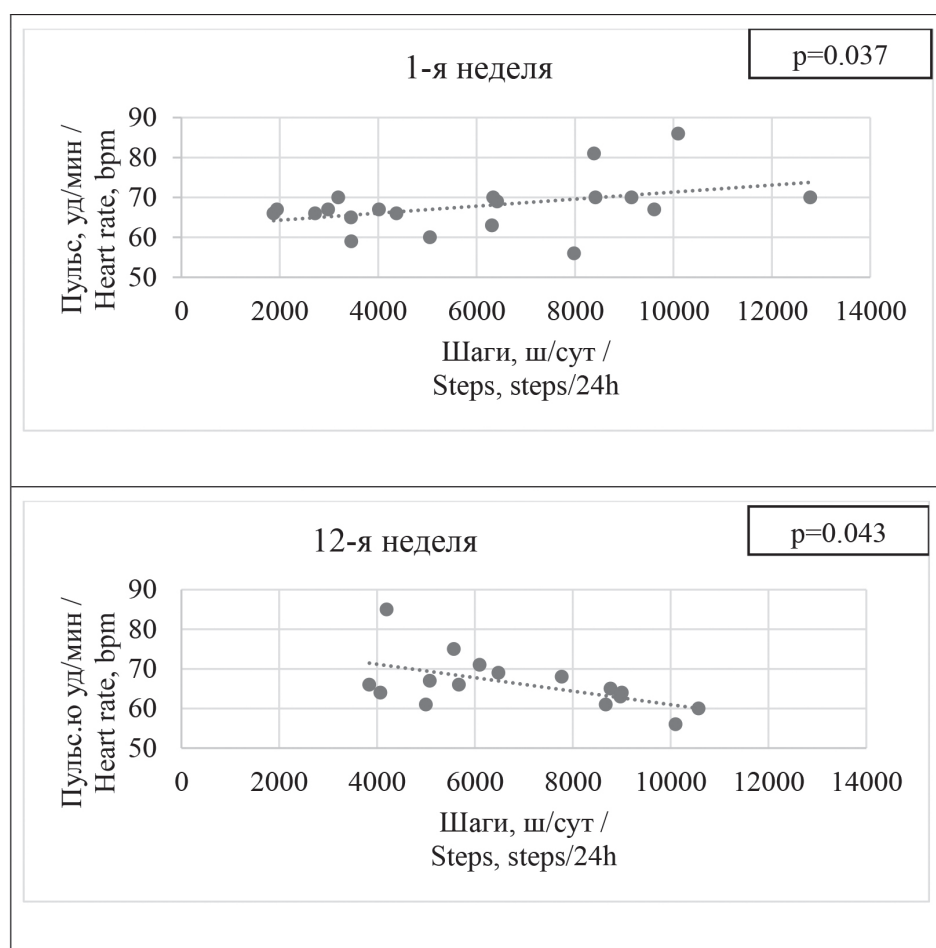 p=0.037
1-я неделя
Пульс, уд/мин /
Heart rate, bpm
90
80
70
60
50
0 2000 4000 6000 8000 10000 12000 14000
Шаги, ш/сут /
Steps, steps/24h
p=0.043
12-я неделя
Пульс.ю уд/мин /
Heart rate, bpm
90
80
70
60
50
0 2000 4000 6000 8000 10000 12000 14000
Шаги, ш/сут /
Steps, steps/24h